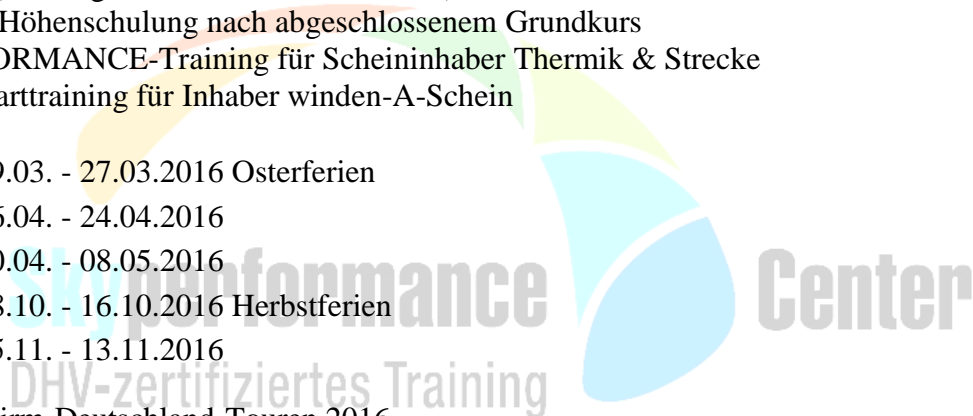 Höhenschulung nach abgeschlossenem Grundkurs
ORMANCE-Training für Scheininhaber Thermik & Strecke
arttraining für Inhaber winden-A-Schein
9.03. - 27.03.2016 Osterferien
6.04. - 24.04.2016
0.04. - 08.05.2016
Skyperformance Center
8.10. - 16.10.2016 Herbstferien
5.11. - 13.11.2016
DHV-zertifiziertes Training
irm-Deutschland-Touren 2016